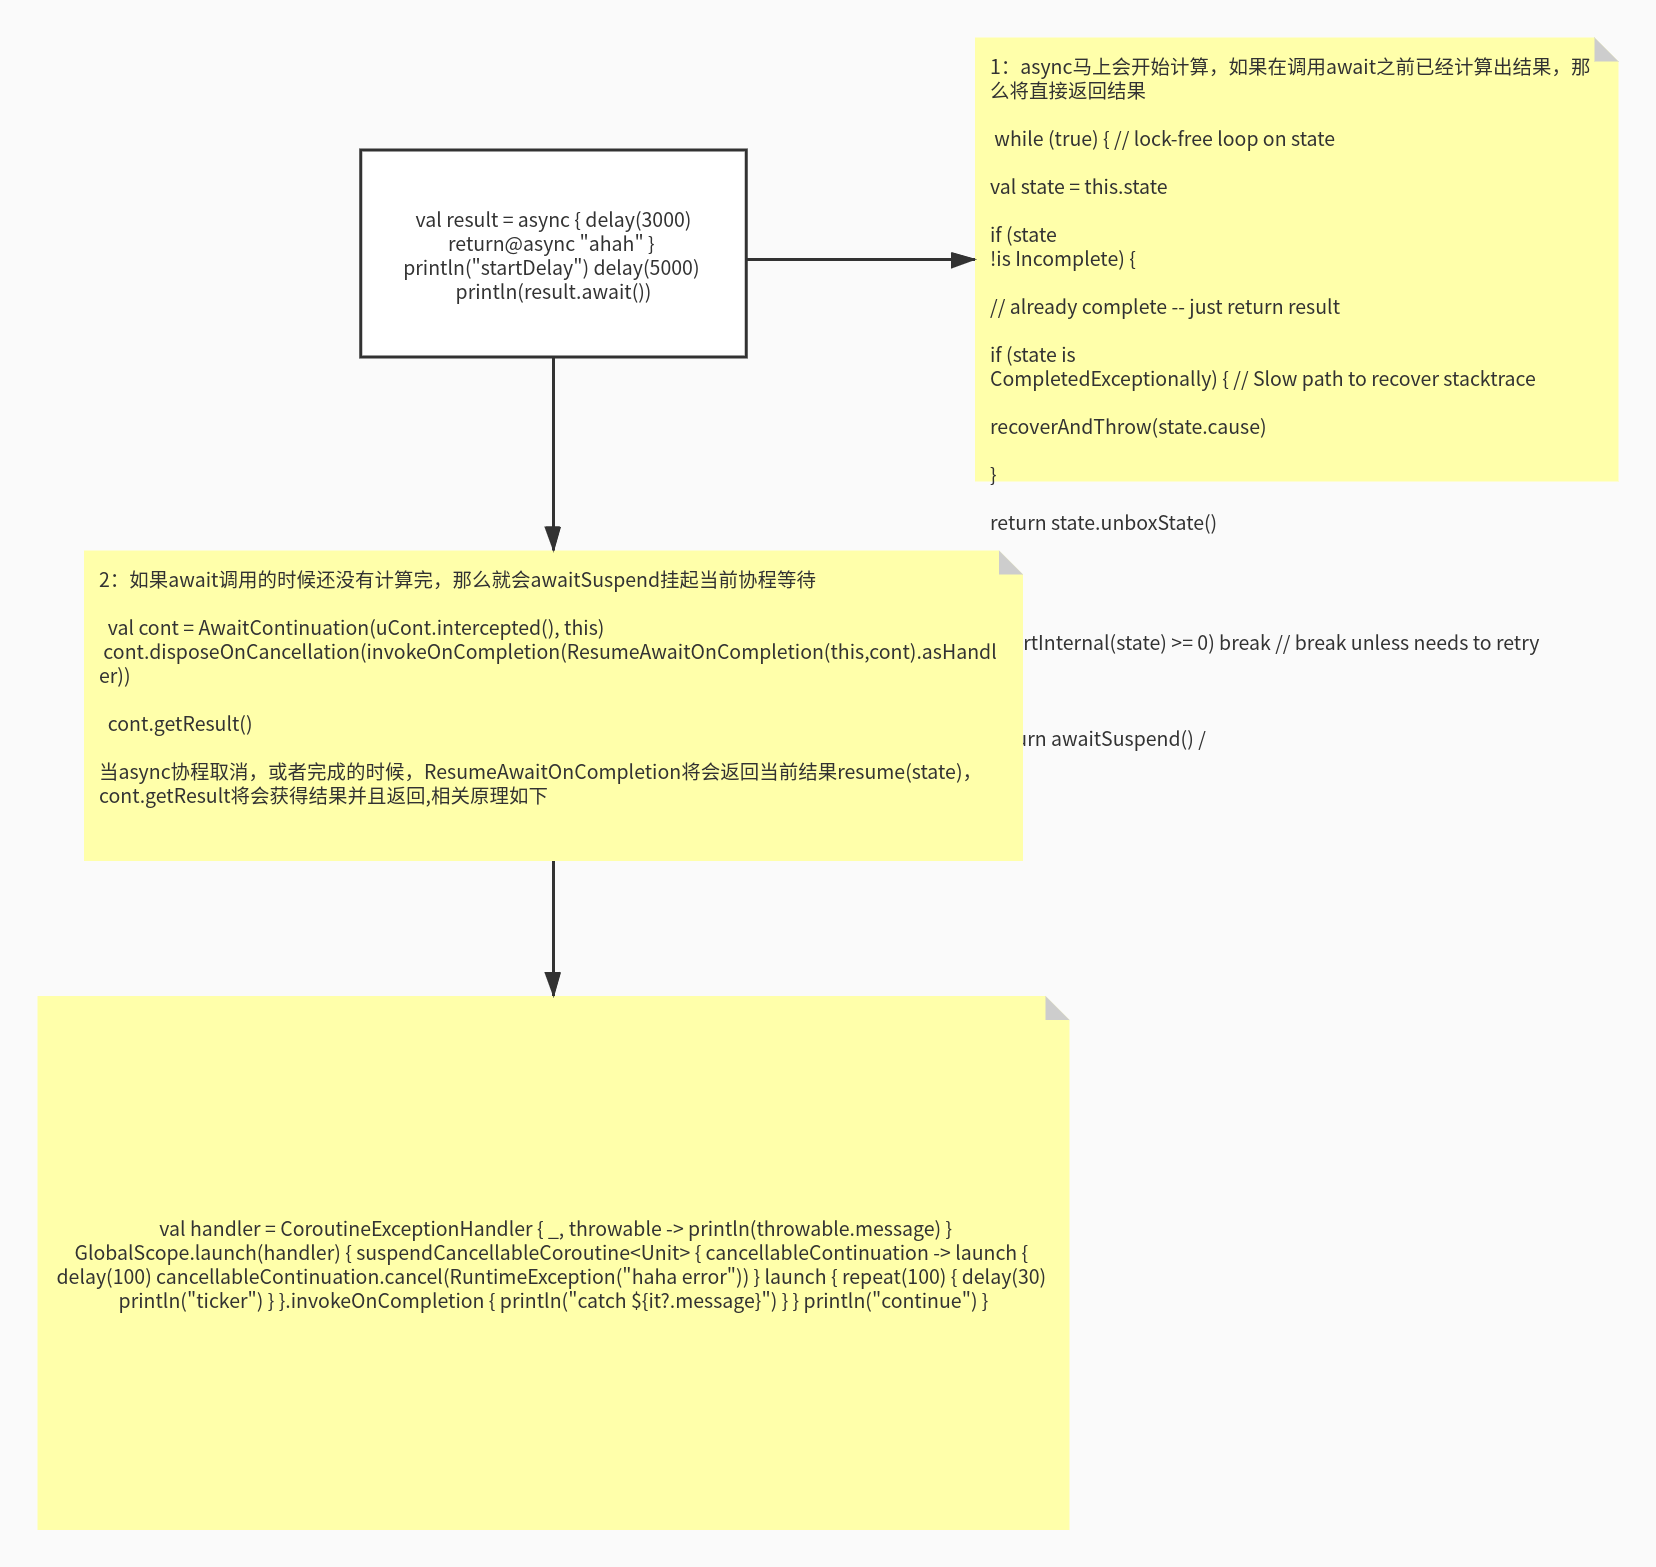 val result = async { delay(3000)
return@async "ahah" }
println("startDelay") delay(5000)
println(result.await())
1：async马上会开始计算，如果在调用await之前已经计算出结果，那
么将直接返回结果
while (true) { // lock-free loop on state
val state = this.state
if (state
!is Incomplete) {
// already complete -- just return result
if (state is
CompletedExceptionally) { // Slow path to recover stacktrace
recoverAndThrow(state.cause)
}
return state.unboxState()
rtInternal(state) >= 0) break // break unless needs to retry
urn awaitSuspend() /
2：如果await调用的时候还没有计算完，那么就会awaitSuspend挂起当前协程等待
val cont = AwaitContinuation(uCont.intercepted(), this)
cont.disposeOnCancellation(invokeOnCompletion(ResumeAwaitOnCompletion(this,cont).asHandl
er))
cont.getResult()
当async协程取消，或者完成的时候，ResumeAwaitOnCompletion将会返回当前结果resume(state)，
cont.getResult将会获得结果并且返回,相关原理如下
val handler = CoroutineExceptionHandler { _, throwable -> println(throwable.message) }
GlobalScope.launch(handler) { suspendCancellableCoroutine<Unit> { cancellableContinuation -> launch {
delay(100) cancellableContinuation.cancel(RuntimeException("haha error")) } launch { repeat(100) { delay(30)
println("ticker") } }.invokeOnCompletion { println("catch ${it?.message}") } } println("continue") }